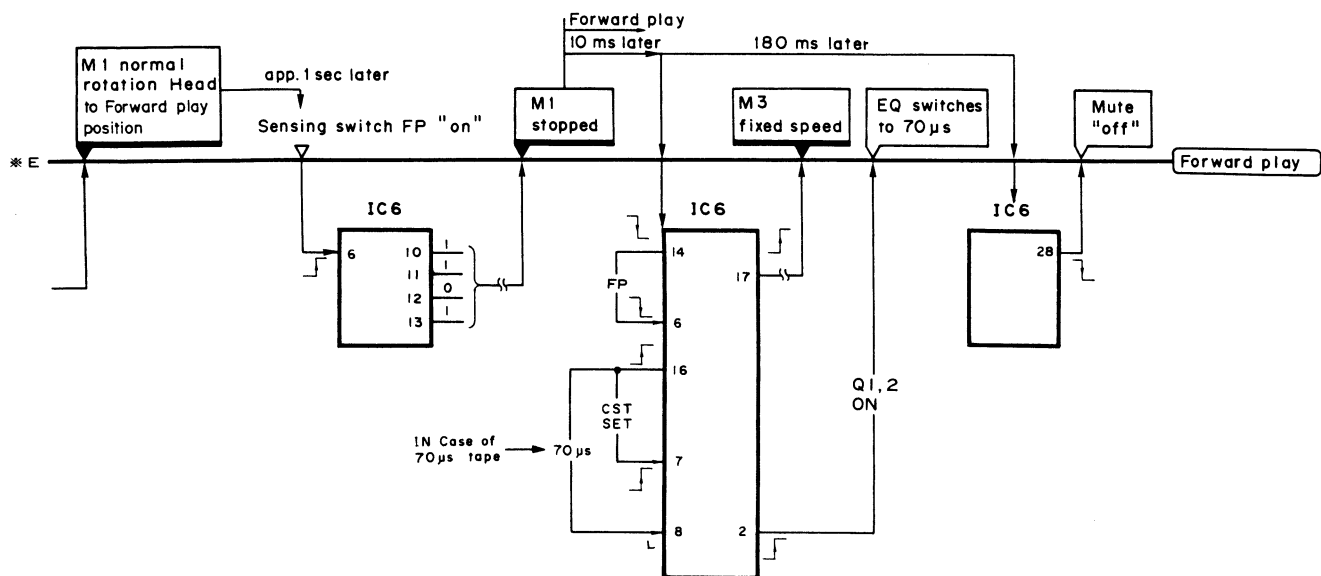 Forward play
10 ms later
180 ms later
M1 normal
rotation Head
to Forward play
position
app. 1 sec later
Sensing switch FP "on"
M1
stopped
M3
fixed speed
EQ switches
to 70µs
Mute
"off"
※E
Forward play
IC6
6
10
1
11
1
12
0
13
1
IC6
14
FP
6
16
CST
SET
7
IN Case of
70µs tape
70µs
8
L
17
2
Q1, 2
ON
IC6
28